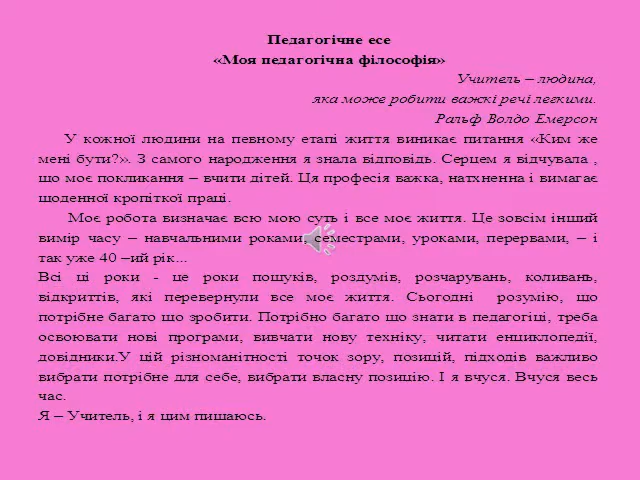 Педагогічне есе
«Моя педагогічна філософія»
Учитель – людина,
яка може робити важкі речі легкими.
Ральф Волдо Емерсон
У кожної людини на певному етапі життя виникає питання «Ким же
мені бути?». З самого народження я знала відповідь. Серцем я відчувала ,
що моє покликання – вчити дітей. Ця професія важка, натхненна і вимагає
щоденної кропіткої праці.
Моє робота визначає всю мою суть і все моє життя. Це зовсім інший
вимір часу – навчальними роками, семестрами, уроками, перервами, – і
так уже 40 –ий рік...
Всі ці роки - це роки пошуків, роздумів, розчарувань, коливань,
відкриттів, які перевернули все моє життя. Сьогодні розумію, що
потрібне багато що зробити. Потрібно багато що знати в педагогіці, треба
освоювати нові програми, вивчати нову техніку, читати енциклопедії,
довідники.У цій різноманітності точок зору, позицій, підходів важливо
вибрати потрібне для себе, вибрати власну позицію. І я вчуся. Вчуся весь
час.
Я – Учитель, і я цим пишаюсь.